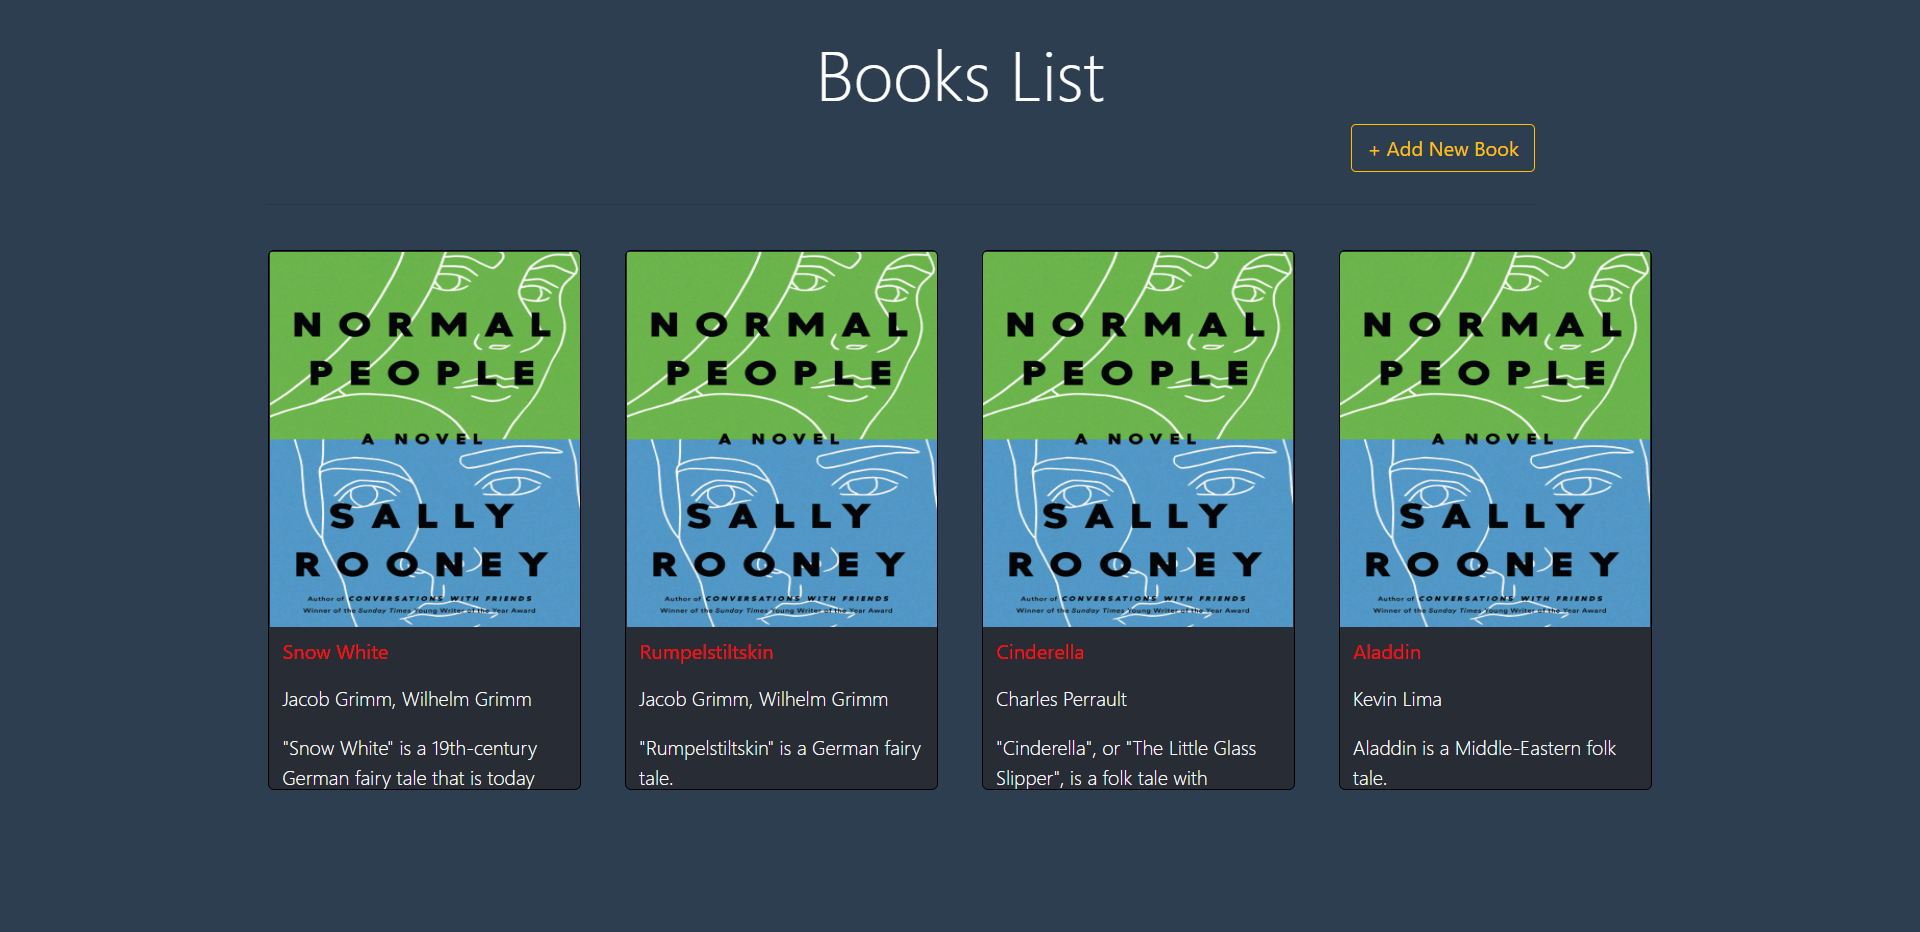 Books List
+ Add New Book
NORMAL
PEOPLE
A NOVEL
SALLY
ROONEY
Author of CONVERSATIONS WITH FRIENDS
Winner of the Sunday Times Young Writer of the Year Award
Snow White
Jacob Grimm, Wilhelm Grimm
"Snow White" is a 19th-century
German fairy tale that is today
NORMAL
PEOPLE
A NOVEL
SALLY
ROONEY
Author of CONVERSATIONS WITH FRIENDS
Winner of the Sunday Times Young Writer of the Year Award
Rumpelstiltskin
Jacob Grimm, Wilhelm Grimm
"Rumpelstiltskin" is a German fairy
tale.
NORMAL
PEOPLE
A NOVEL
SALLY
ROONEY
Author of CONVERSATIONS WITH FRIENDS
Winner of the Sunday Times Young Writer of the Year Award
Cinderella
Charles Perrault
"Cinderella", or "The Little Glass
Slipper", is a folk tale with
NORMAL
PEOPLE
A NOVEL
SALLY
ROONEY
Author of CONVERSATIONS WITH FRIENDS
Winner of the Sunday Times Young Writer of the Year Award
Aladdin
Kevin Lima
Aladdin is a Middle-Eastern folk
tale.